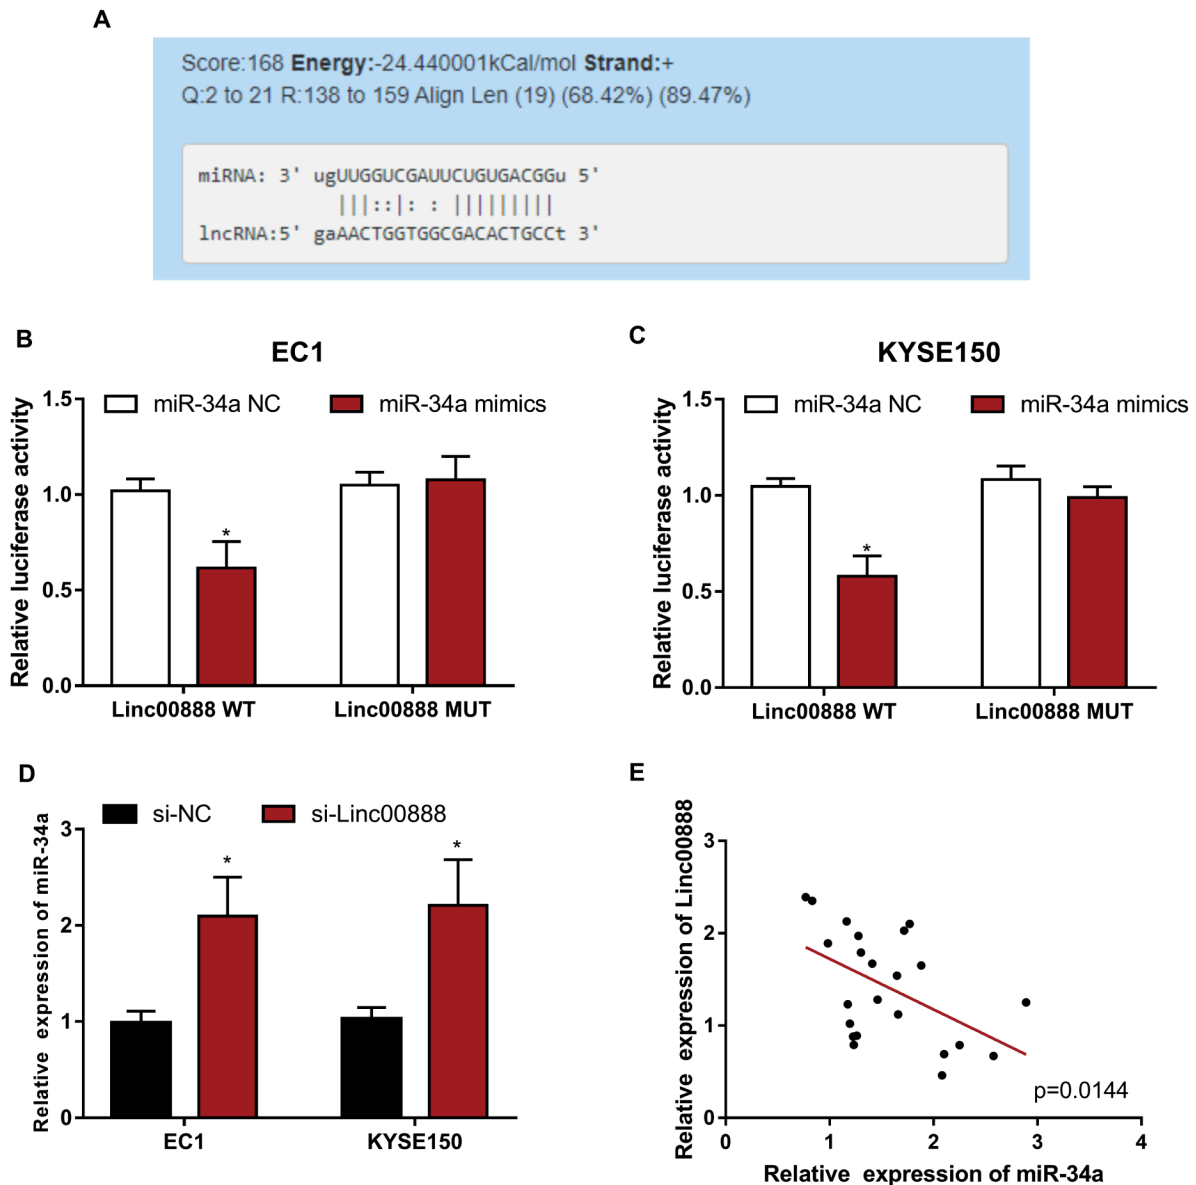 A
Score:168 Energy:-24.440001kCal/mol Strand:+
Q:2 to 21 R:138 to 159 Align Len (19) (68.42%) (89.47%)
miRNA: 3' ugUUGGUCGAUUCUGUGACGGu 5'
|||::|: : |||||||||
lncRNA:5' gaAACTGGTGGCGACACTGCCt 3'
B
EC1
miR-34a NC
miR-34a mimics
Relative luciferase activity
1.5
1.0
0.5
0.0
*
Linc00888 WT
Linc00888 MUT
C
KYSE150
miR-34a NC
miR-34a mimics
Relative luciferase activity
1.5
1.0
0.5
0.0
*
Linc00888 WT
Linc00888 MUT
D
si-NC
si-Linc00888
Relative expression of miR-34a
3
2
1
0
*
*
EC1
KYSE150
E
Relative expression of Linc00888
3
2
1
0
p=0.0144
0
1
2
3
4
Relative expression of miR-34a